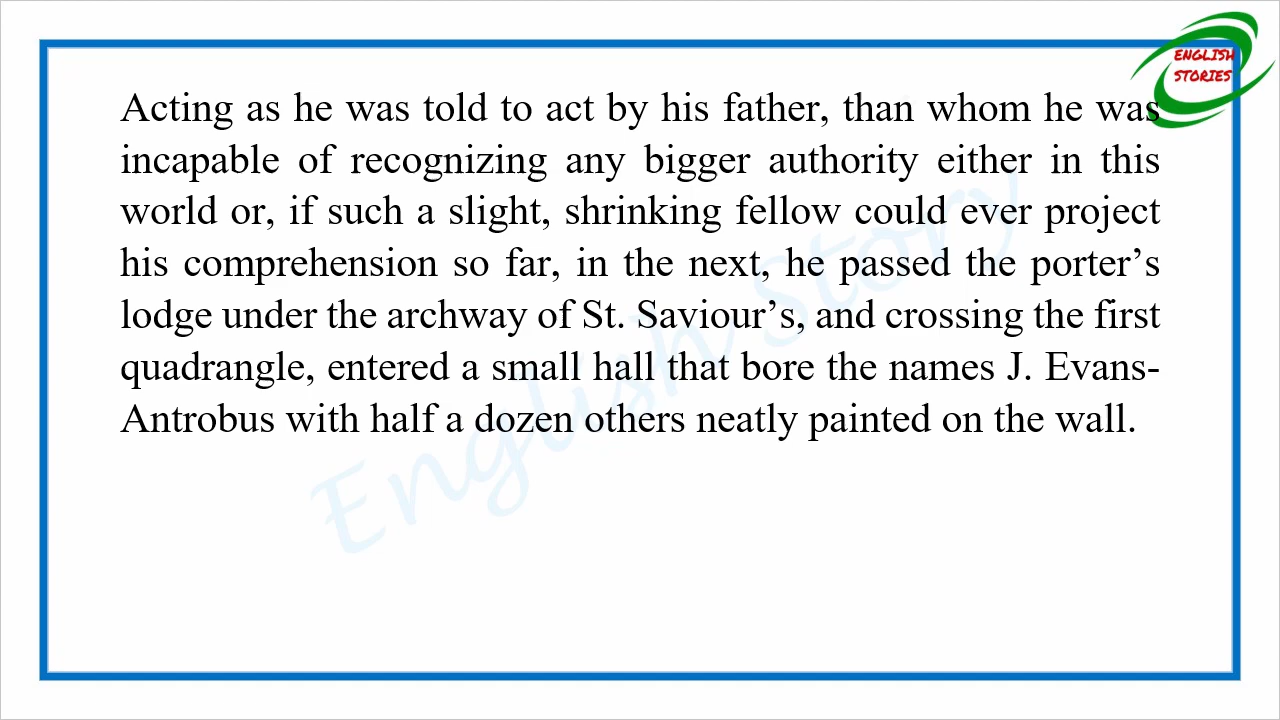 ENGLISH
STORIES
Acting as he was told to act by his father, than whom he was
incapable of recognizing any bigger authority either in this
world or, if such a slight, shrinking fellow could ever project
his comprehension so far, in the next, he passed the porter’s
lodge under the archway of St. Saviour’s, and crossing the first
quadrangle, entered a small hall that bore the names J. Evans-
Antrobus with half a dozen others neatly painted on the wall.
English Story